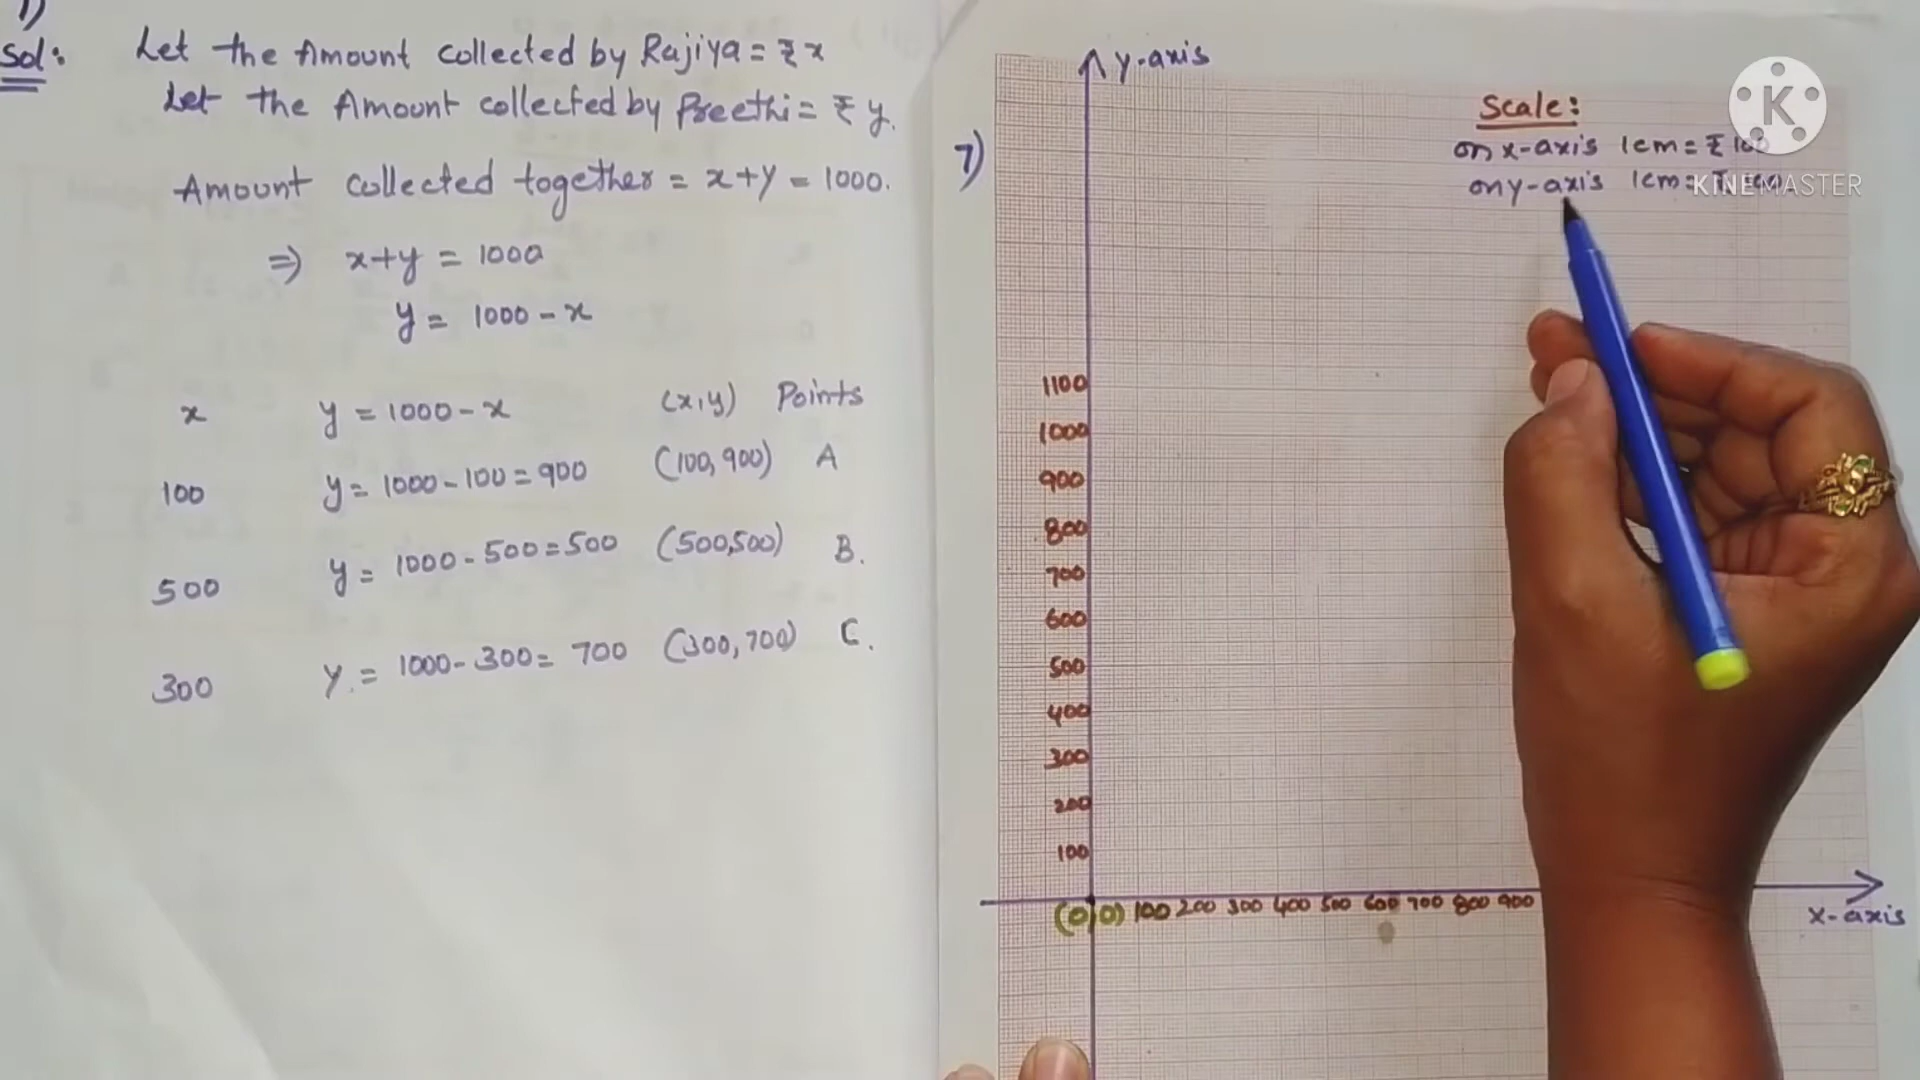 1)
Sol:
Let the Amount collected by Rajiya = ₹ x
Let the Amount collected by Preethi = ₹ y.
Amount collected together = x+y = 1000.
⇒ x+y = 1000
y = 1000 - x
x y = 1000 - x (x,y) Points
100 y = 1000 - 100 = 900 (100,900) A
500 y = 1000 - 500 = 500 (500,500) B.
300 y = 1000 - 300 = 700 (300,700) C.
7)
y-axis
Scale:
on x-axis 1cm = ₹ 100
on y-axis 1cm =
K
KINEMASTER
1100
1000
900
800
700
600
500
400
300
200
100
(0,0) 100 200 300 400 500 600 700 800 900
x-axis